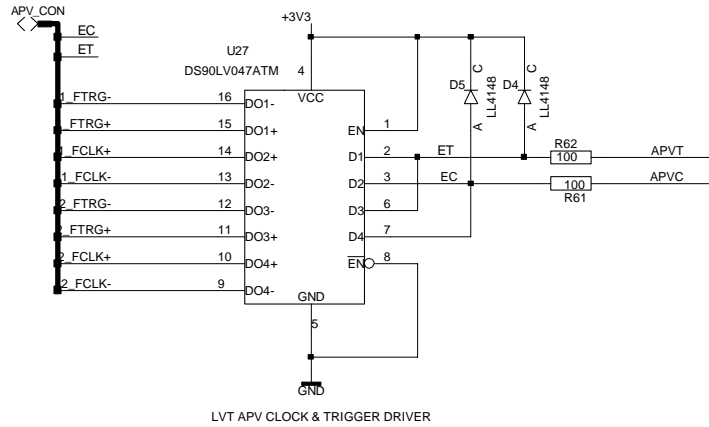 APV_CON
EC
ET
+3V3
U27
DS90LV047ATM
4
VCC
1_FTRG- 16 DO1-
_FTRG+ 15 DO1+
1_FCLK+ 14 DO2+
1_FCLK- 13 DO2-
2_FTRG- 12 DO3-
_FTRG+ 11 DO3+
2_FCLK+ 10 DO4+
2_FCLK- 9 DO4-
EN 1
D1 2 ET
D2 3 EC
D3 6
D4 7
EN 8
GND
5
GND
D5 LL4148 C A
D4 LL4148 C A
R62
100 APVT
100 APVC
R61
LVT APV CLOCK & TRIGGER DRIVER